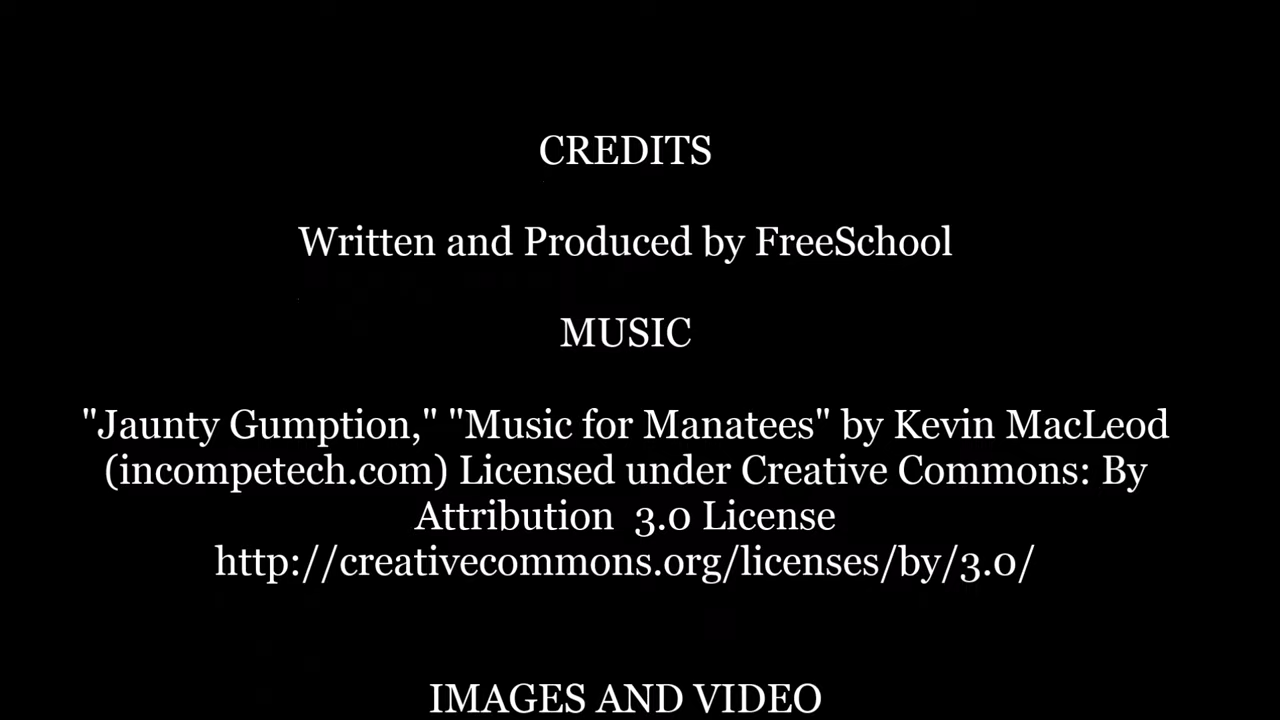 CREDITS
Written and Produced by FreeSchool
MUSIC
"Jaunty Gumption," "Music for Manatees" by Kevin MacLeod
(incompetech.com) Licensed under Creative Commons: By
Attribution  3.0 License
http://creativecommons.org/licenses/by/3.0/
IMAGES AND VIDEO